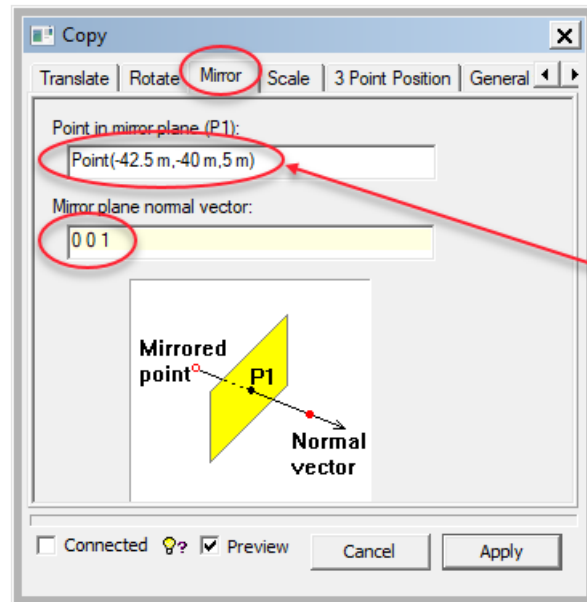 Copy
Translate Rotate Mirror Scale 3 Point Position General
Point in mirror plane (P1):
Point(-42.5 m,-40 m,5 m)
Mirror plane normal vector:
0 0 1
Mirrored
point
P1
Normal
vector
Connected ? Preview Cancel Apply